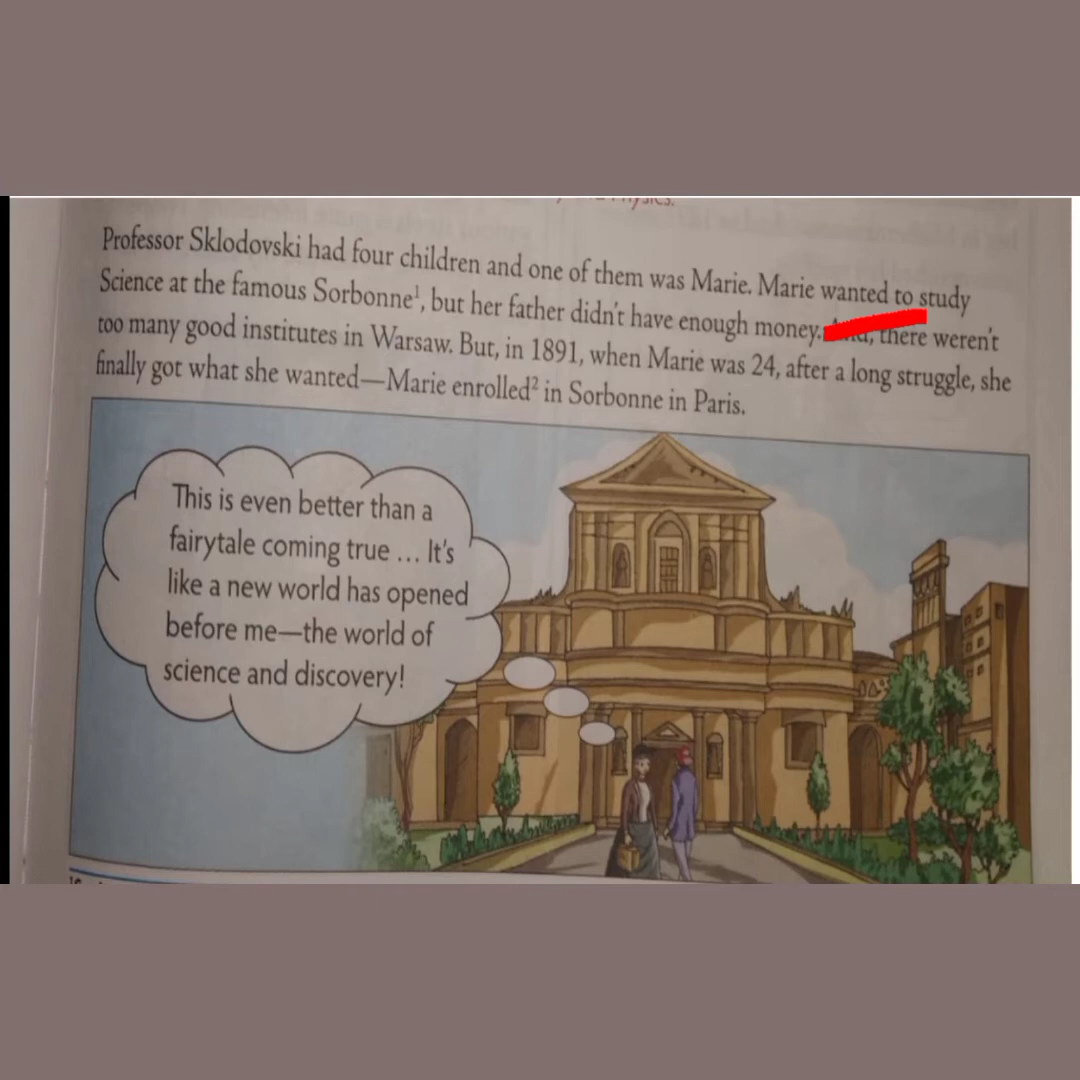 Professor Sklodovski had four children and one of them was Marie. Marie wanted to study
Science at the famous Sorbonne¹, but her father didn't have enough money. there weren't
too many good institutes in Warsaw. But, in 1891, when Marie was 24, after a long struggle, she
finally got what she wanted—Marie enrolled² in Sorbonne in Paris.
This is even better than a
fairytale coming true ... It's
like a new world has opened
before me—the world of
science and discovery!